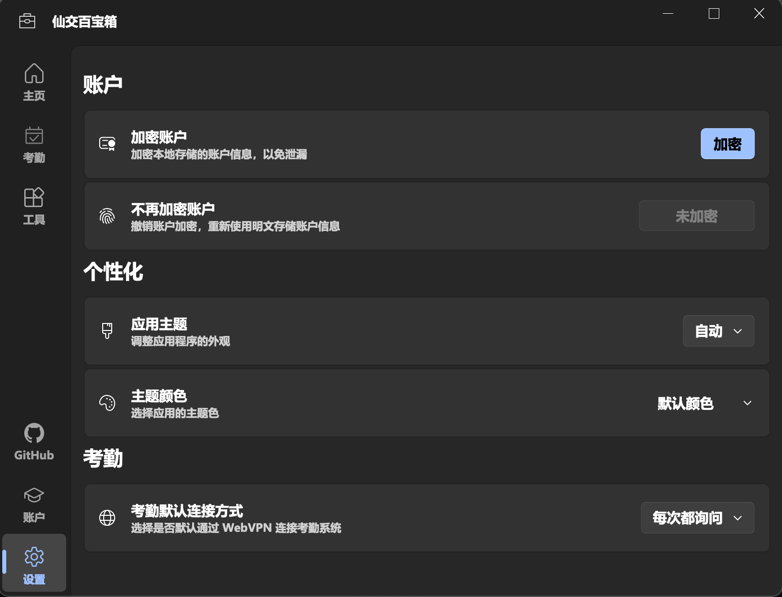 仙交百宝箱
主页
考勤
工具
GitHub
账户
设置
账户
加密账户
加密本地存储的账户信息，以免泄漏
加密
不再加密账户
撤销账户加密，重新使用明文存储账户信息
未加密
个性化
应用主题
调整应用程序的外观
自动
主题颜色
选择应用的主题色
默认颜色
考勤
考勤默认连接方式
选择是否默认通过 WebVPN 连接考勤系统
每次都询问